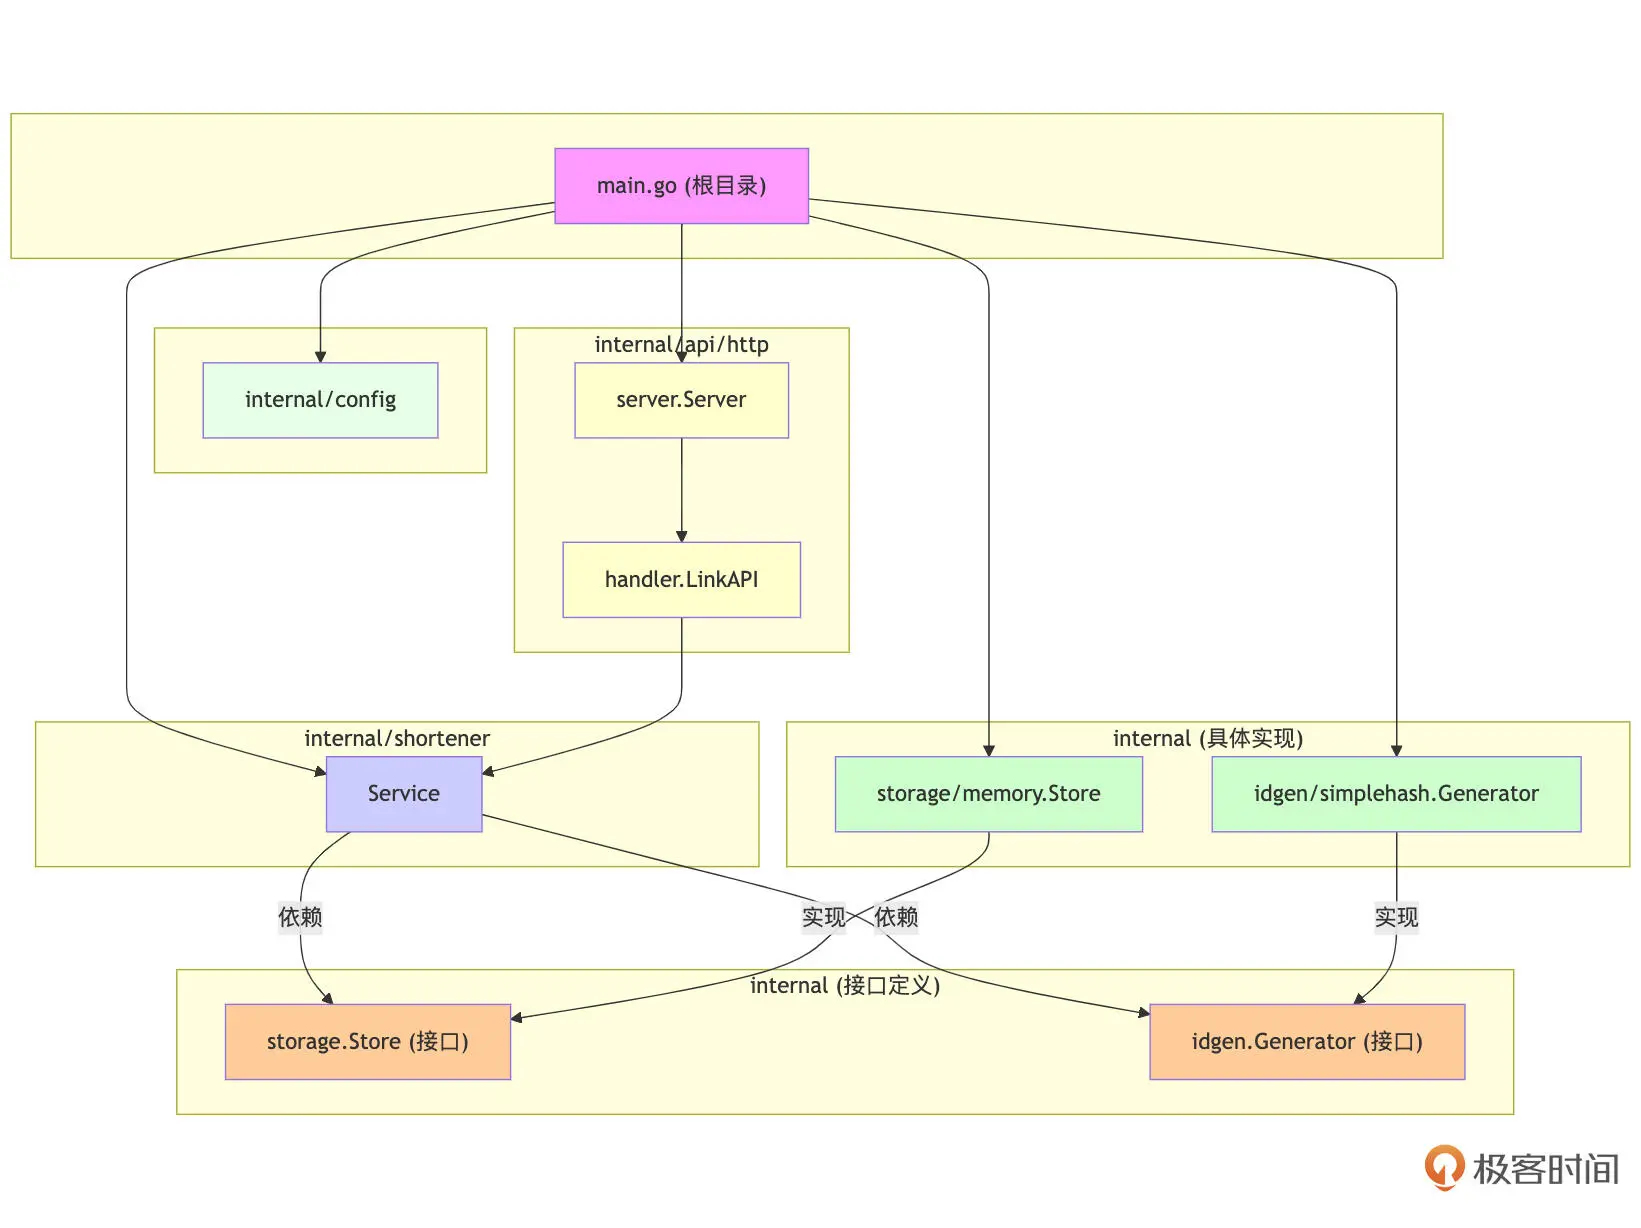 main.go (根目录)
internal/config
internal/api/http
server.Server
handler.LinkAPI
internal/shortener
Service
internal (具体实现)
storage/memory.Store
idgen/simplehash.Generator
依赖
实现
依赖
实现
internal (接口定义)
storage.Store (接口)
idgen.Generator (接口)
极客时间